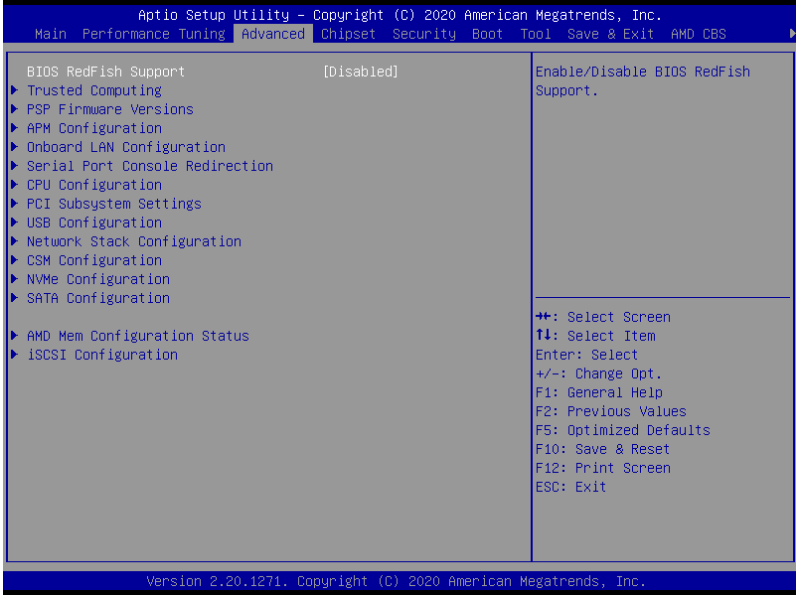 Aptio Setup Utility – Copyright (C) 2020 American Megatrends, Inc.
Main Performance Tuning Advanced Chipset Security Boot Tool Save & Exit AMD CBS
BIOS RedFish Support [Disabled]
Trusted Computing
PSP Firmware Versions
APM Configuration
Onboard LAN Configuration
Serial Port Console Redirection
CPU Configuration
PCI Subsystem Settings
USB Configuration
Network Stack Configuration
CSM Configuration
NVMe Configuration
SATA Configuration
AMD Mem Configuration Status
iSCSI Configuration
Enable/Disable BIOS RedFish
Support.
→←: Select Screen
↑↓: Select Item
Enter: Select
+/-: Change Opt.
F1: General Help
F2: Previous Values
F5: Optimized Defaults
F10: Save & Reset
F12: Print Screen
ESC: Exit
Version 2.20.1271. Copyright (C) 2020 American Megatrends, Inc.